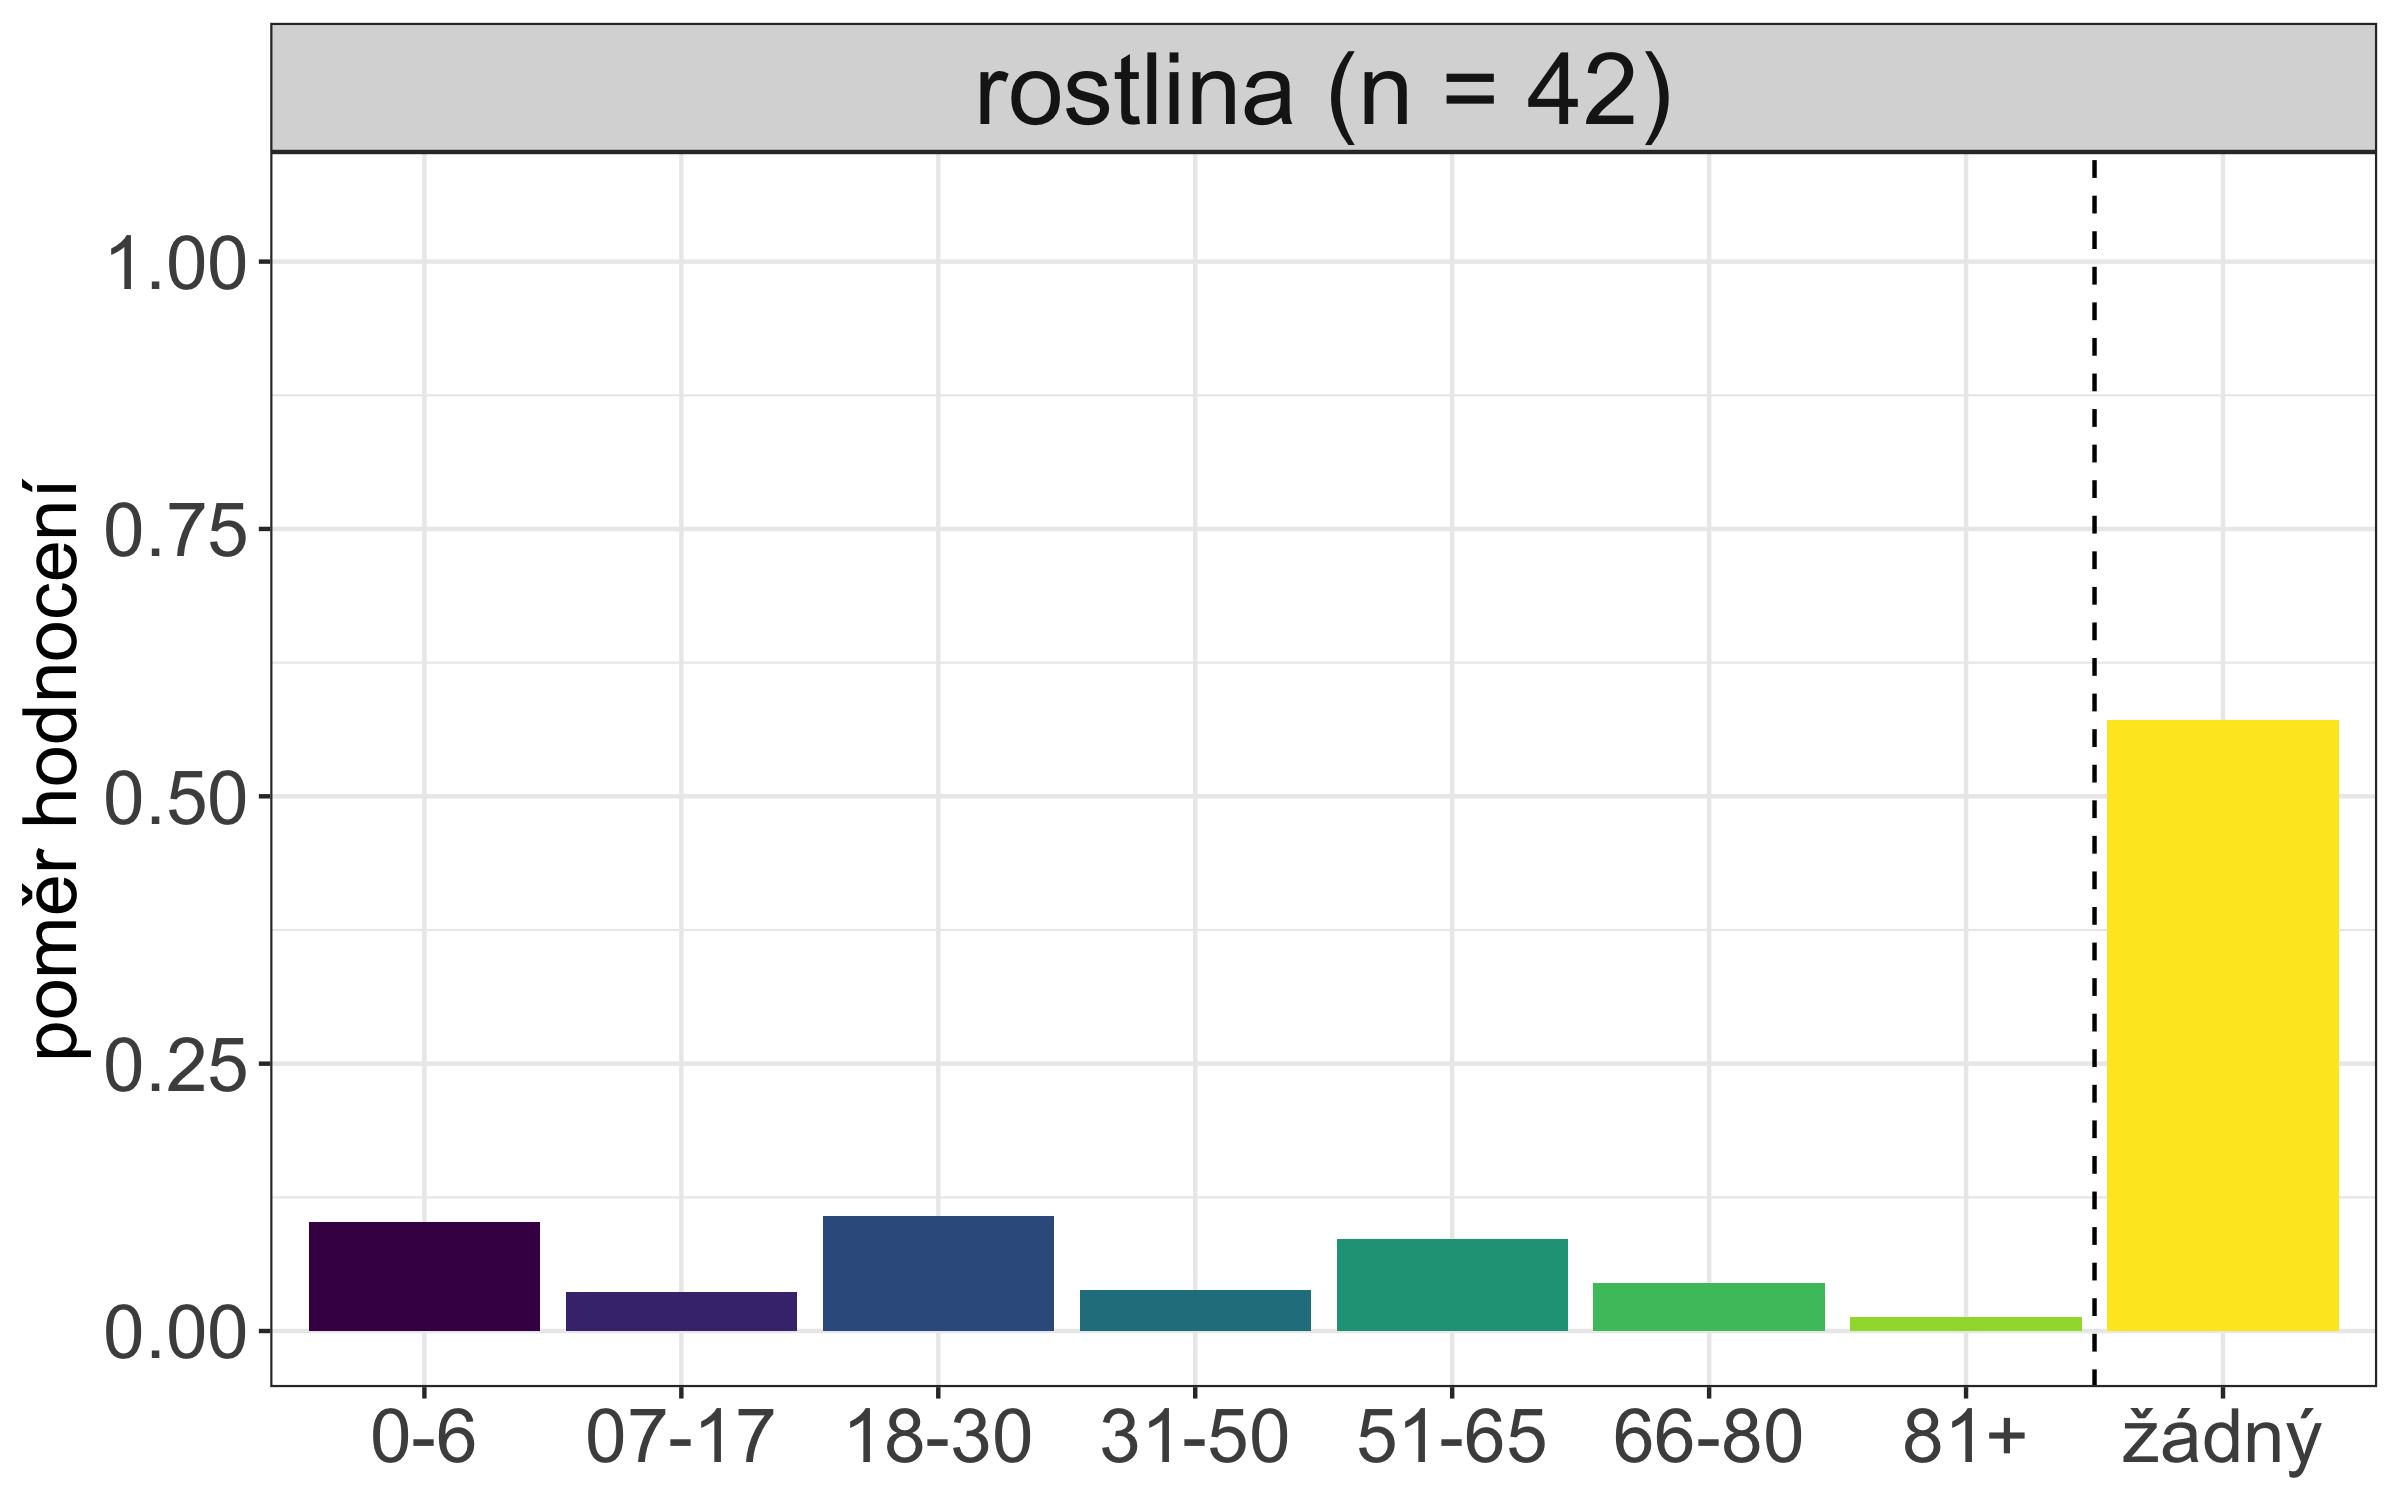 rostlina (n = 42)
poměr hodnocení
1.00
0.75
0.50
0.25
0.00
0-6 07-17 18-30 31-50 51-65 66-80 81+ žádný